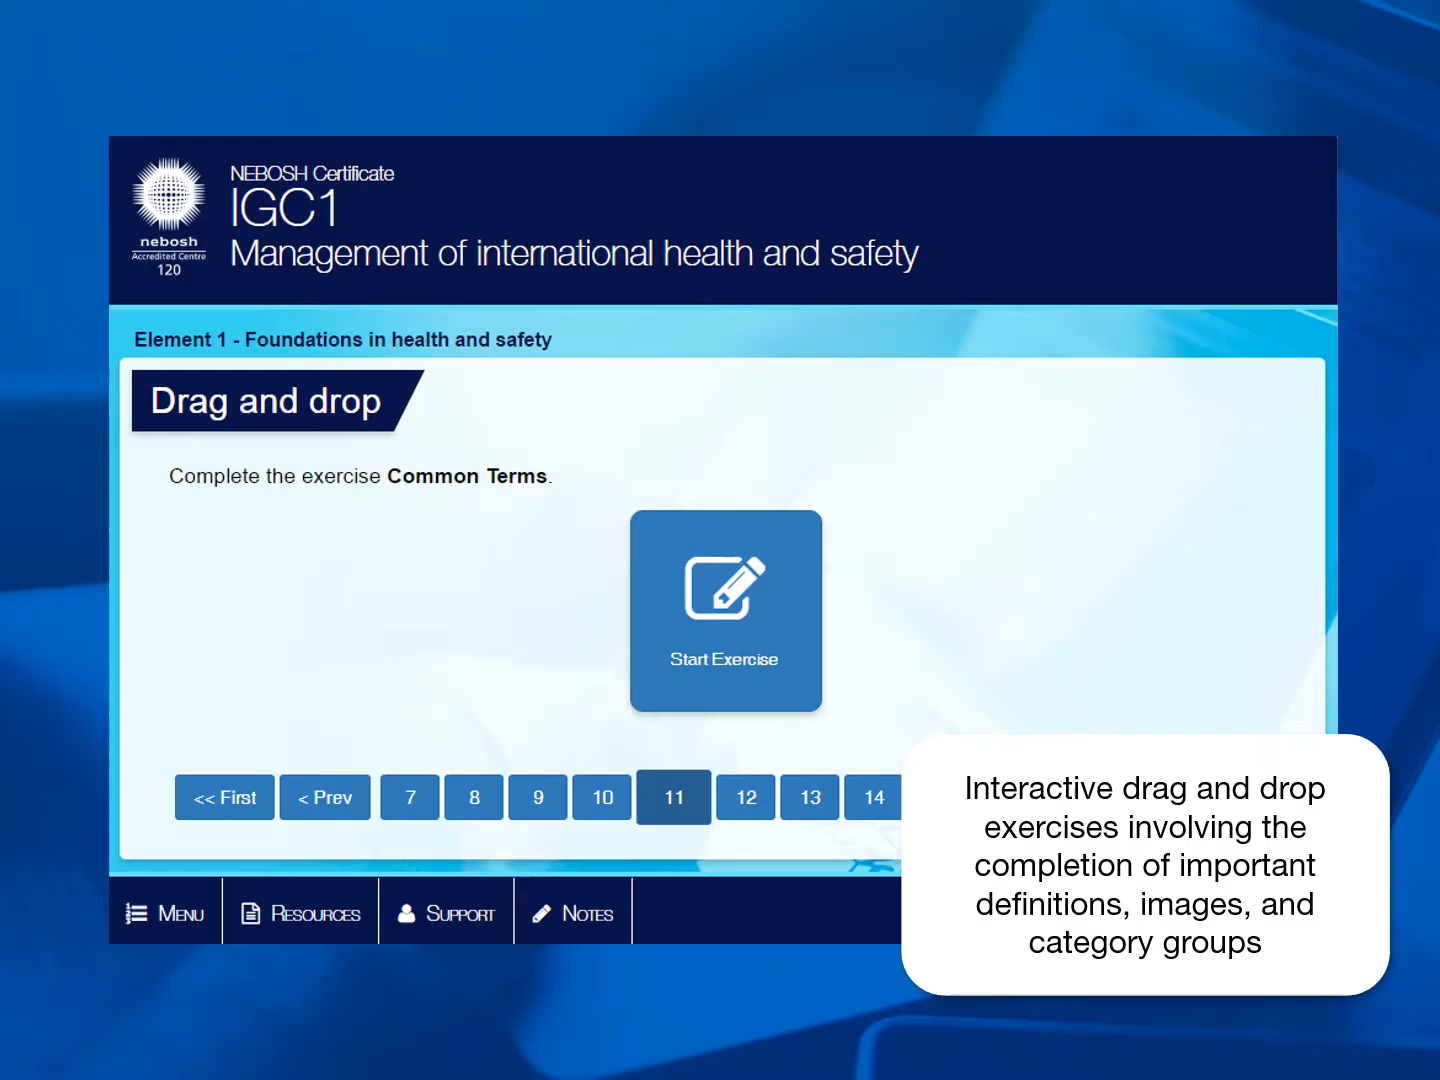 nebosh
Accredited Centre
120
NEBOSH Certificate
IGC1
Management of international health and safety
Element 1 - Foundations in health and safety
Drag and drop
Complete the exercise Common Terms.
Start Exercise
<< First < Prev 7 8 9 10 11 12 13 14
Menu Resources Support Notes
Interactive drag and drop
exercises involving the
completion of important
definitions, images, and
category groups